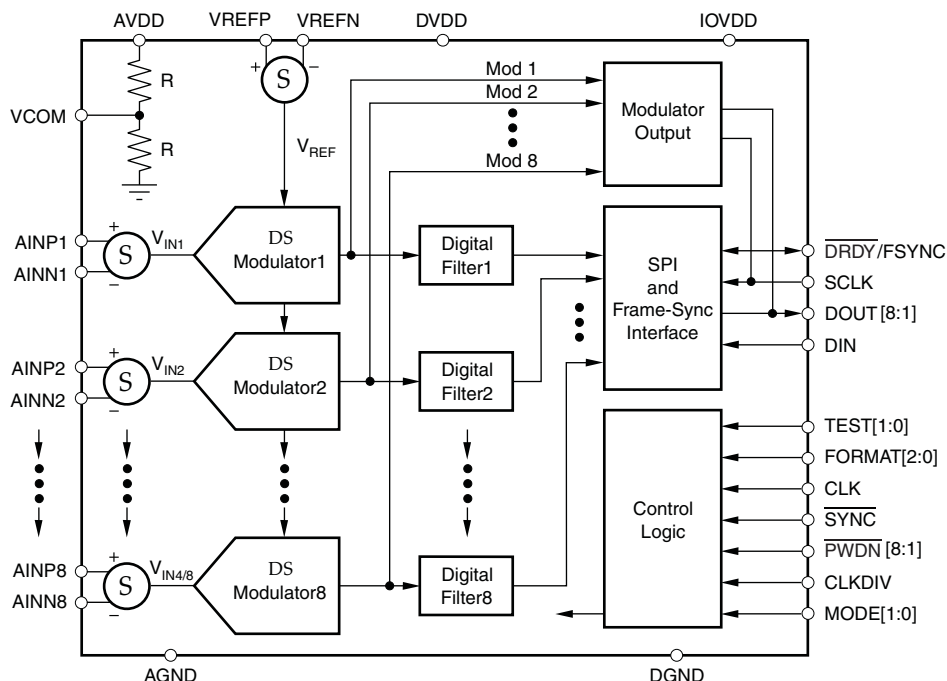 AVDD
VREFP
VREFN
DVDD
IOVDD
R
VCOM
R
+
S
−
VREF
Mod 1
Mod 2
Mod 8
Modulator
Output
AINP1
AINN1
+
S
−
VIN1
DS
Modulator1
Digital
Filter1
SPI
and
Frame-Sync
Interface
DRDY/FSYNC
SCLK
DOUT[8:1]
DIN
AINP2
AINN2
+
S
−
VIN2
DS
Modulator2
Digital
Filter2
TEST[1:0]
FORMAT[2:0]
CLK
SYNC
PWDN[8:1]
CLKDIV
MODE[1:0]
Control
Logic
AINP8
AINN8
+
S
−
VIN4/8
DS
Modulator8
Digital
Filter8
AGND
DGND